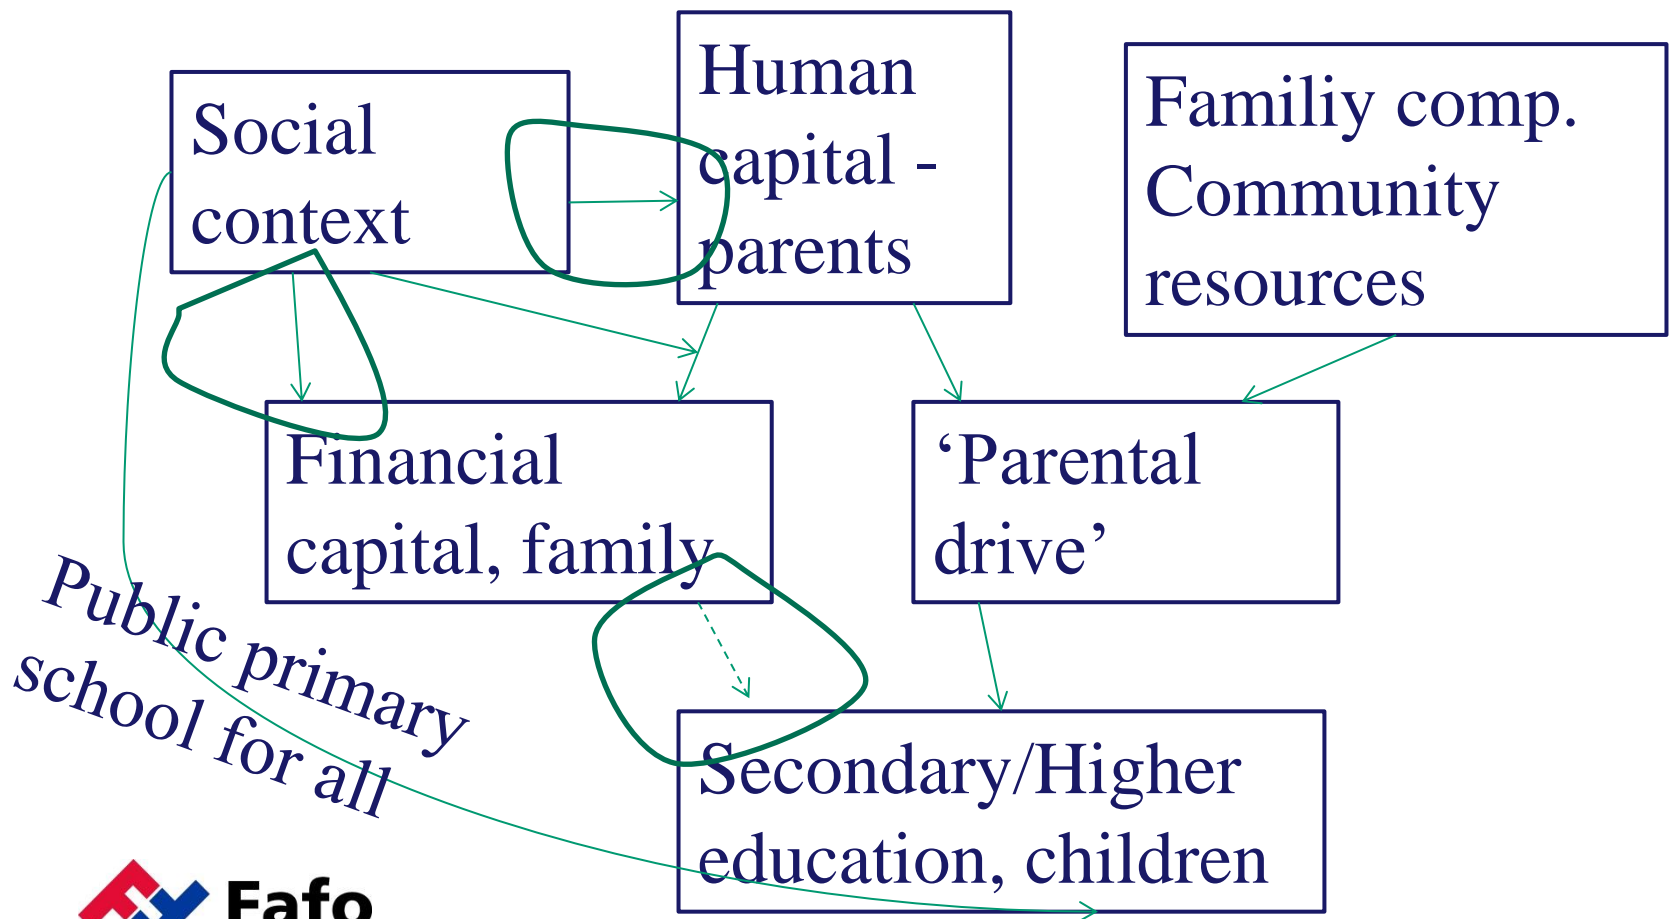 Social
context
Human
capital -
parents
Familiy comp.
Community
resources
Financial
capital, family
‘Parental
drive’
Public primary
school for all
Secondary/Higher
education, children
Fafo